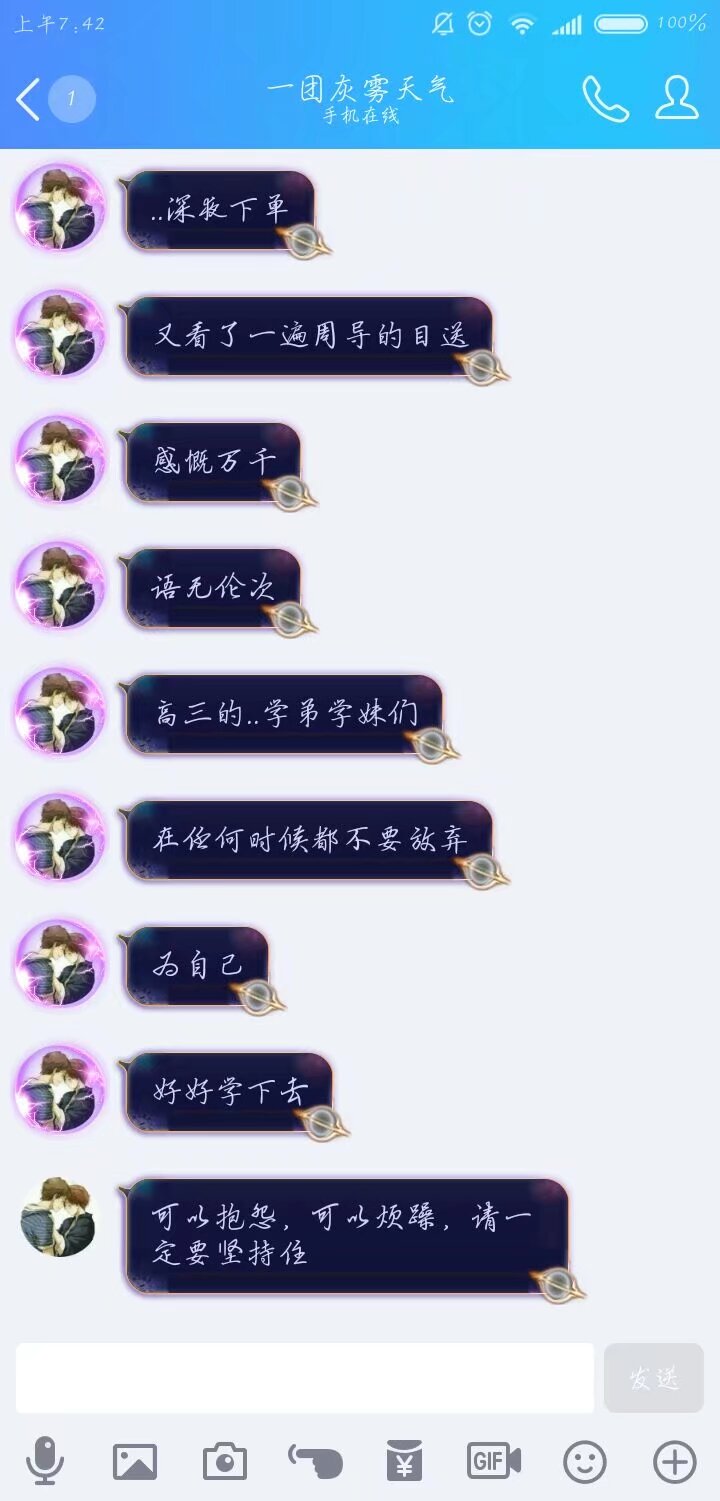 上午7:42
100%
1
一团灰雾天气
手机在线
..深夜下单
又看了一遍周导的目送
感慨万千
语无伦次
高三的..学弟学妹们
在任何时候都不要放弃
为自己
好好学下去
可以抱怨，可以烦躁，请一
定要坚持住
发送
¥
GIF